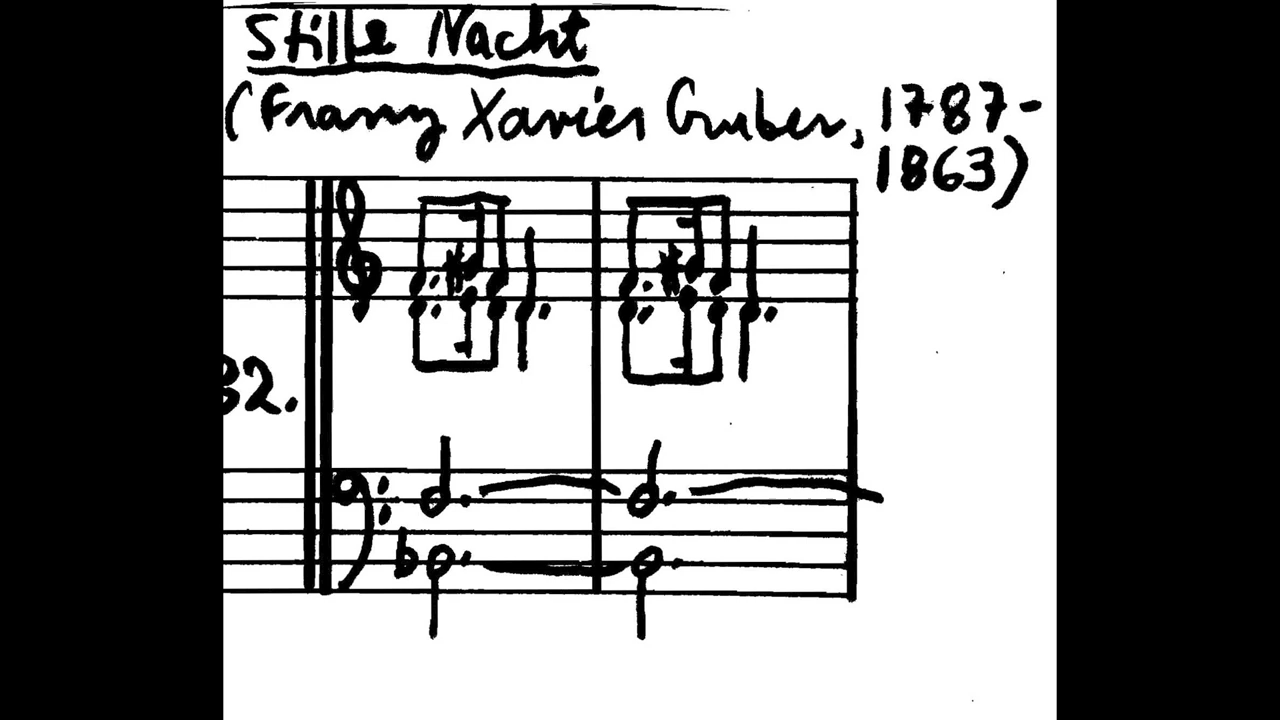 Stille Nacht
(Franz Xavier Gruber, 1787-
1863)
32.